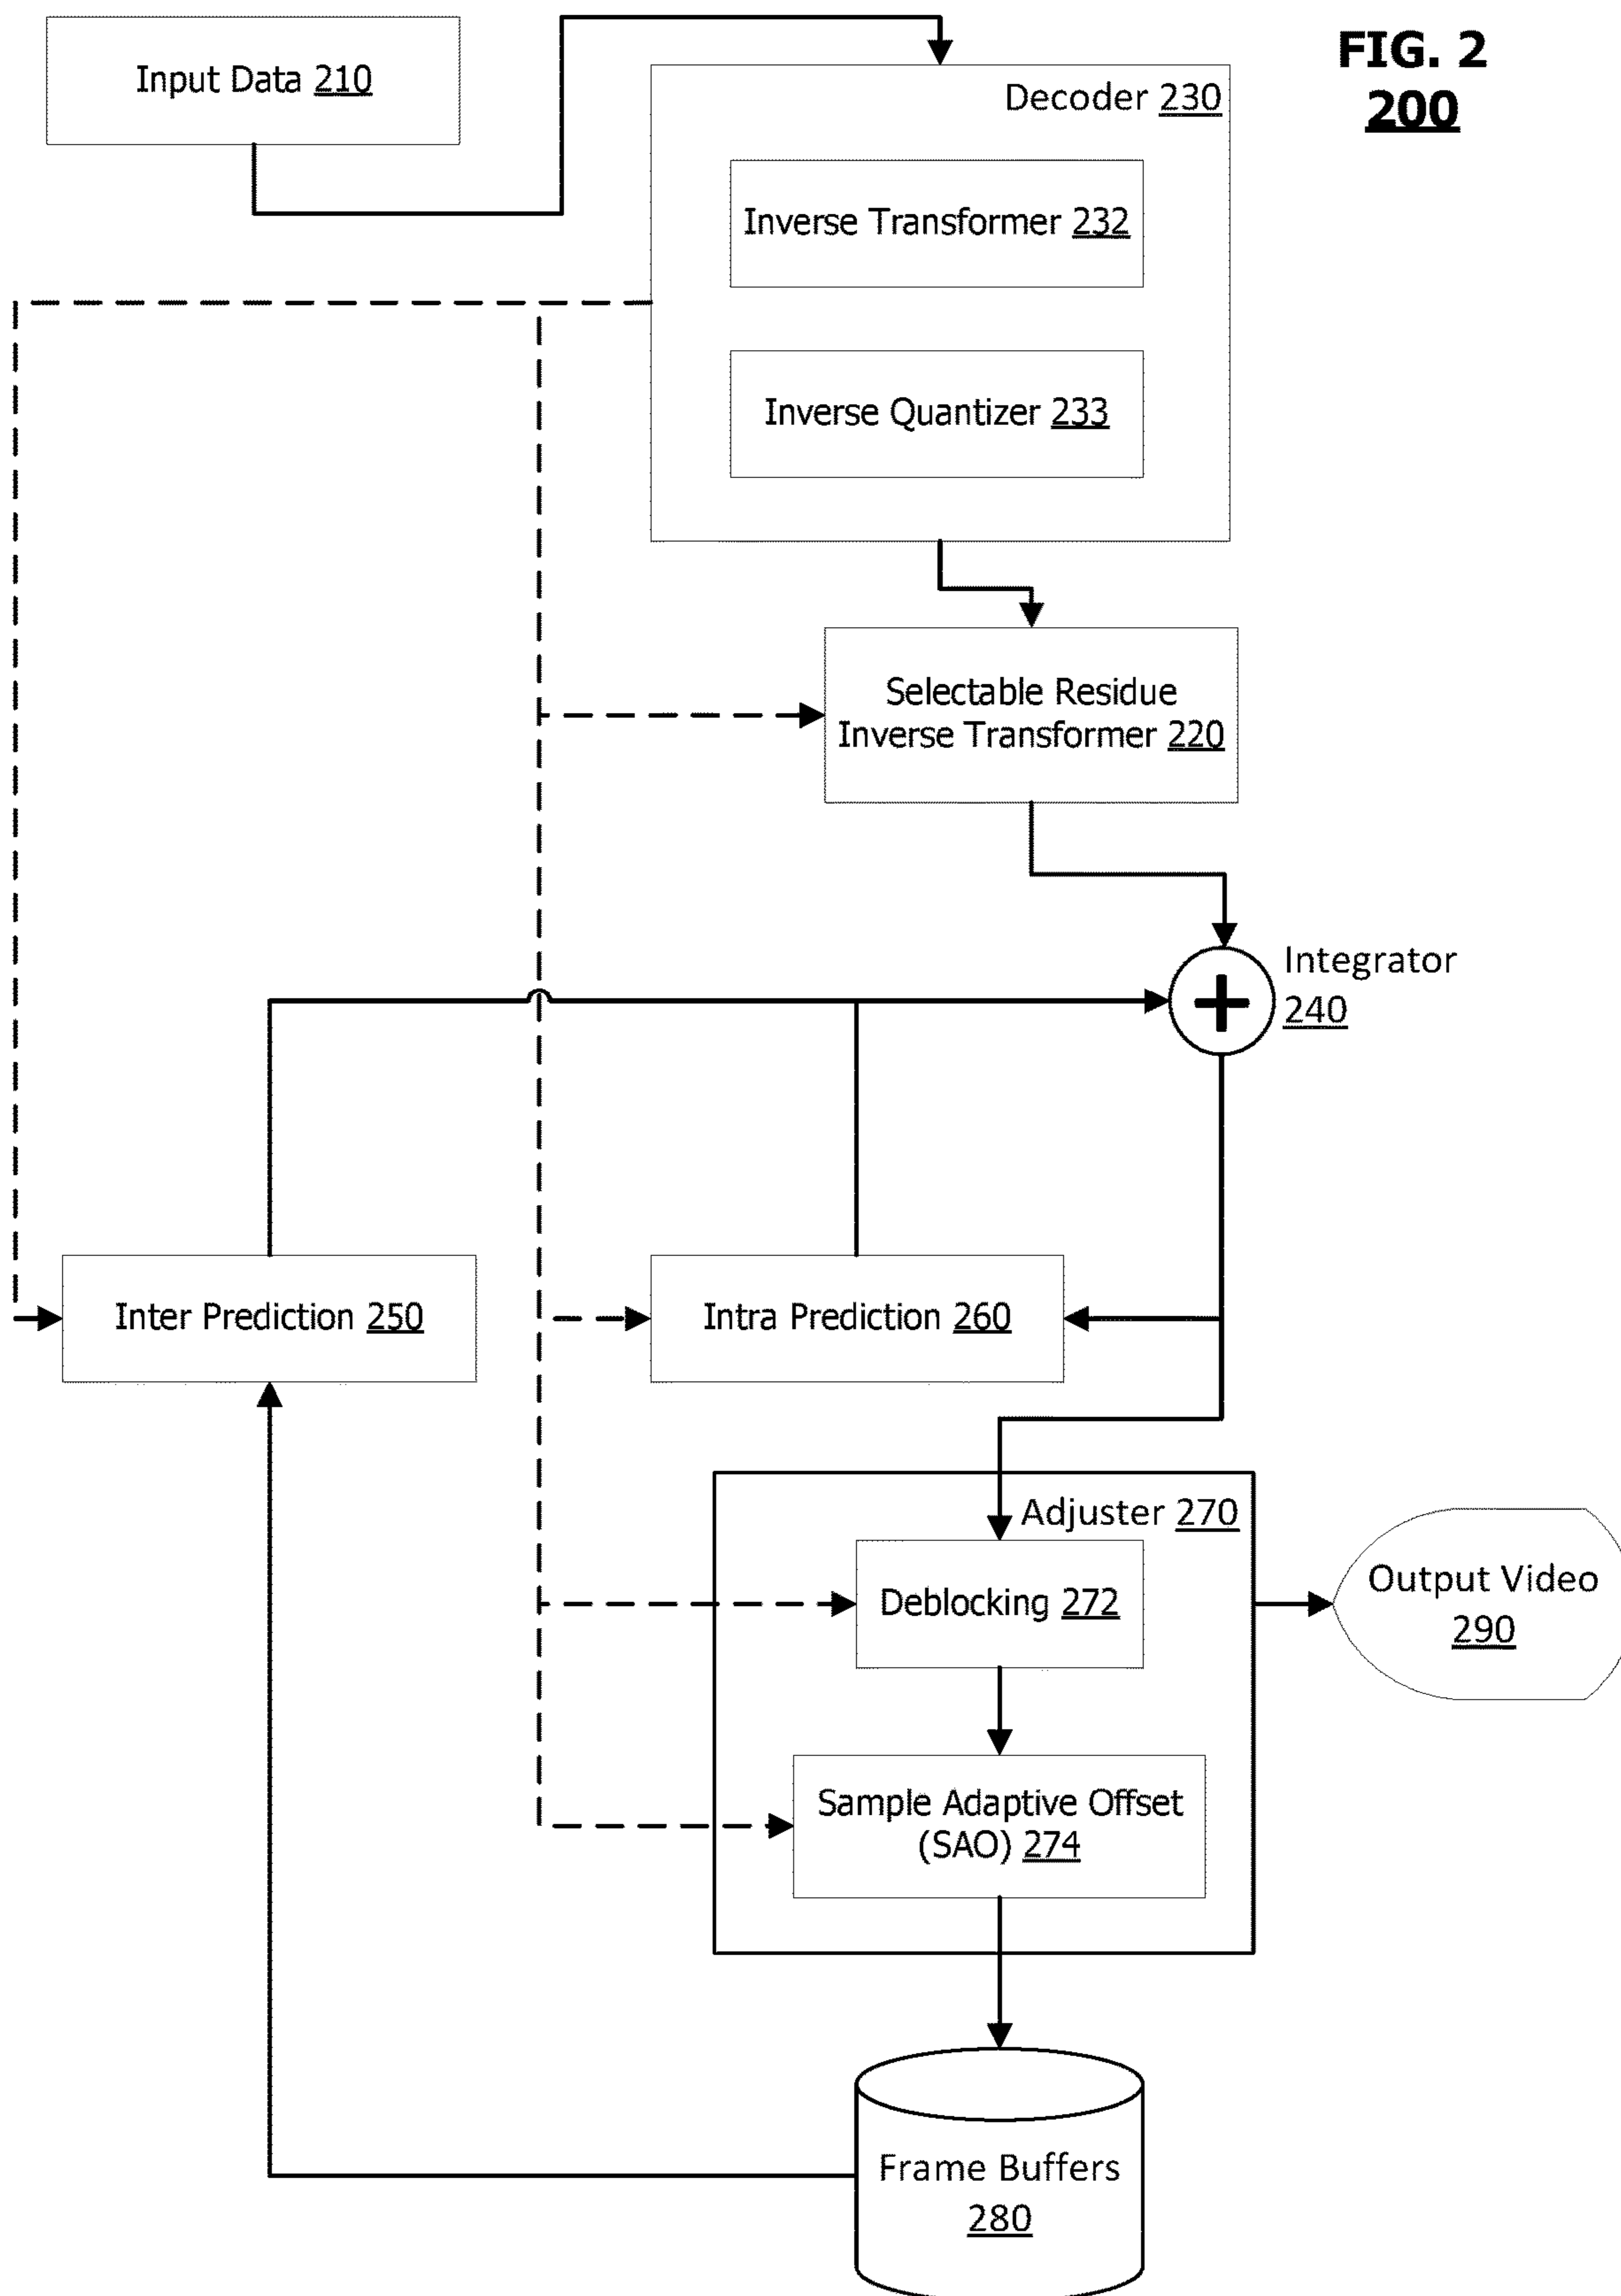 FIG. 2
200
Input Data 210
Decoder 230
Inverse Transformer 232
Inverse Quantizer 233
Selectable Residue
Inverse Transformer 220
Integrator
240
Inter Prediction 250
Intra Prediction 260
Adjuster 270
Deblocking 272
Output Video
290
Sample Adaptive Offset
(SAO) 274
Frame Buffers
280